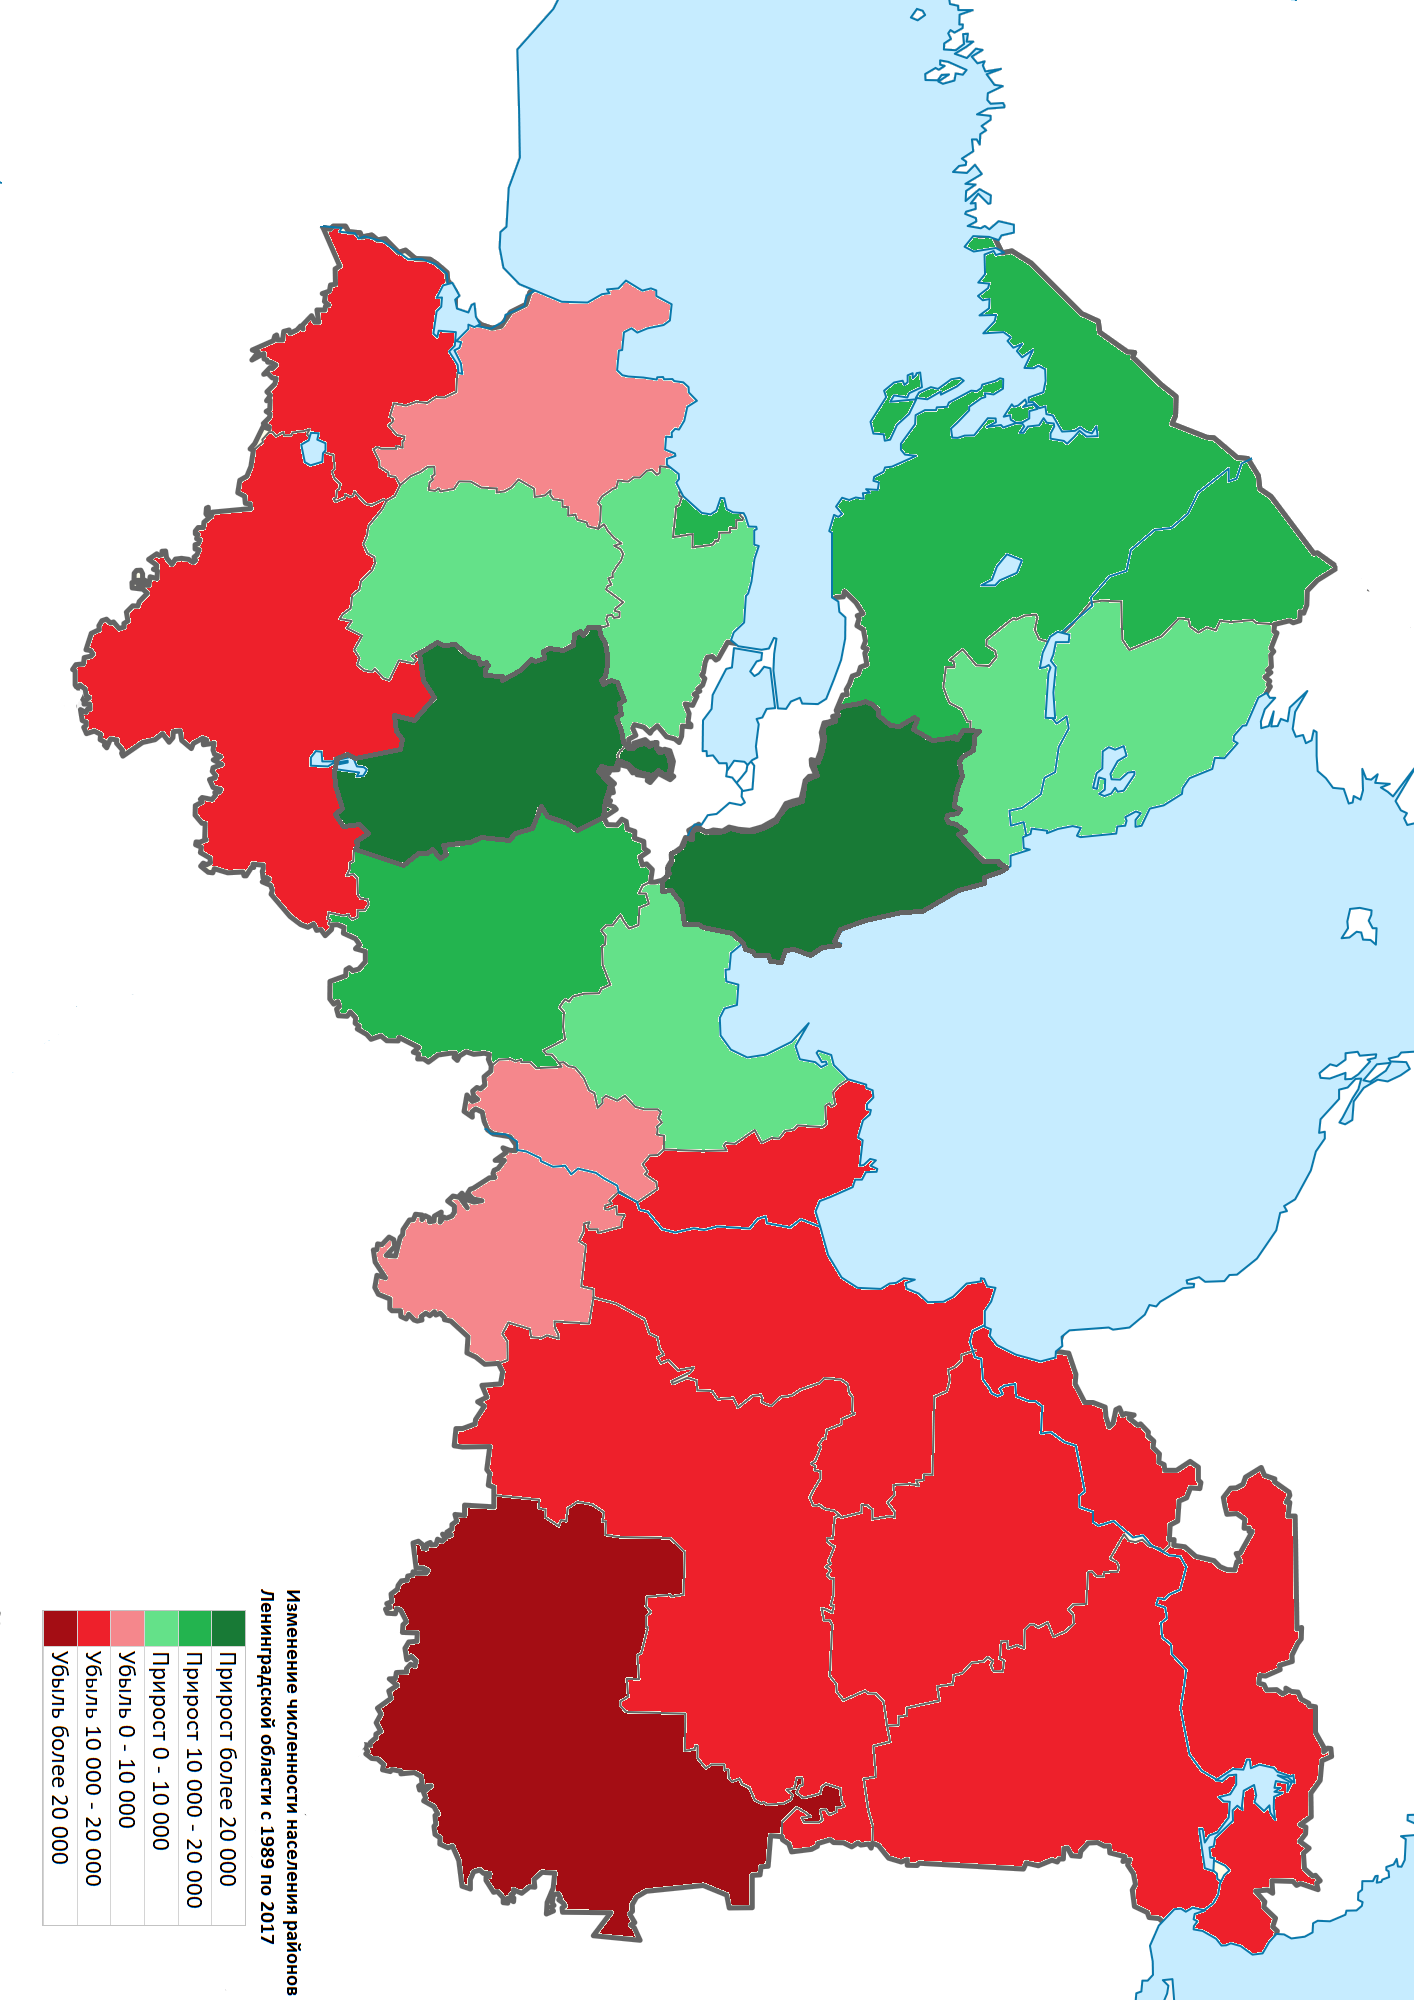 Изменение численности населения районов
Ленинградской области с 1989 по 2017
Прирост более 20 000
Прирост 10 000 - 20 000
Прирост 0 - 10 000
Убыль 0 - 10 000
Убыль 10 000 - 20 000
Убыль более 20 000